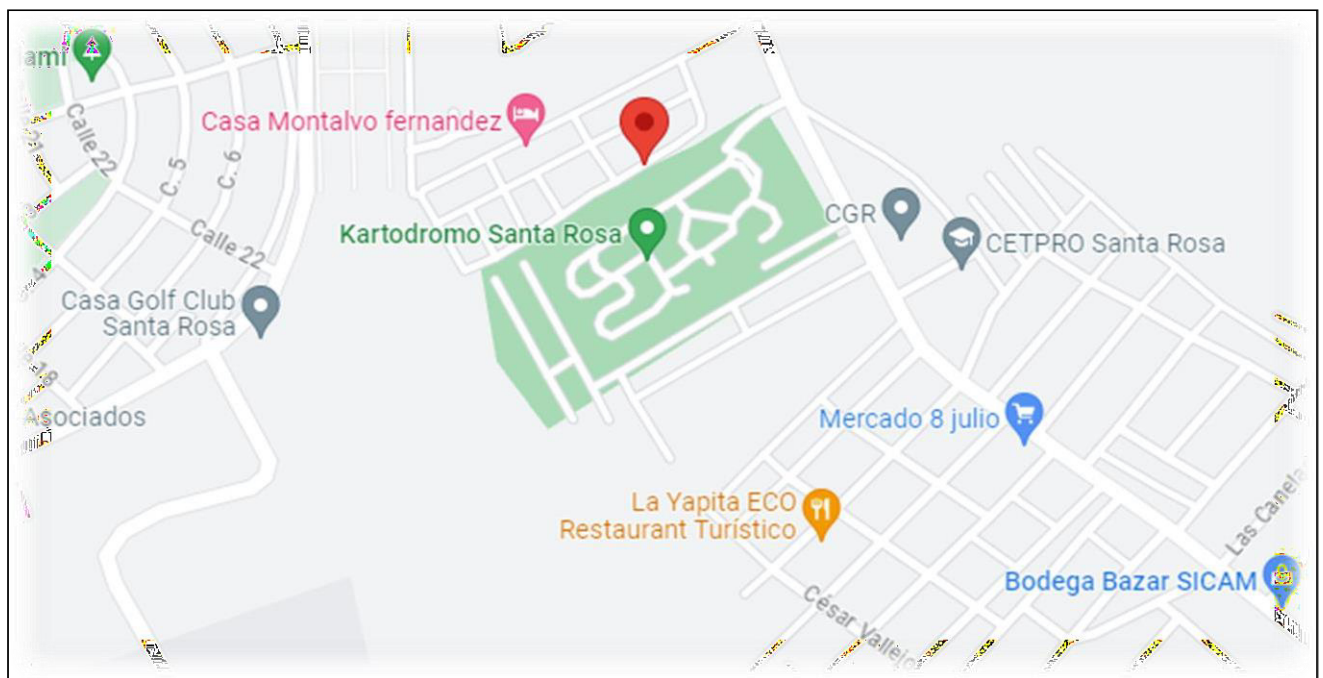 ami
Casa Montalvo fernandez
Calle 22
C. 5
C. 6
Calle 22
Kartodromo Santa Rosa
CGR
CETPRO Santa Rosa
Casa Golf Club
Santa Rosa
18
Asociados
Mercado 8 julio
La Yapita ECO
Restaurant Turístico
Las Canela
Bodega Bazar SICAM
César Vallejo